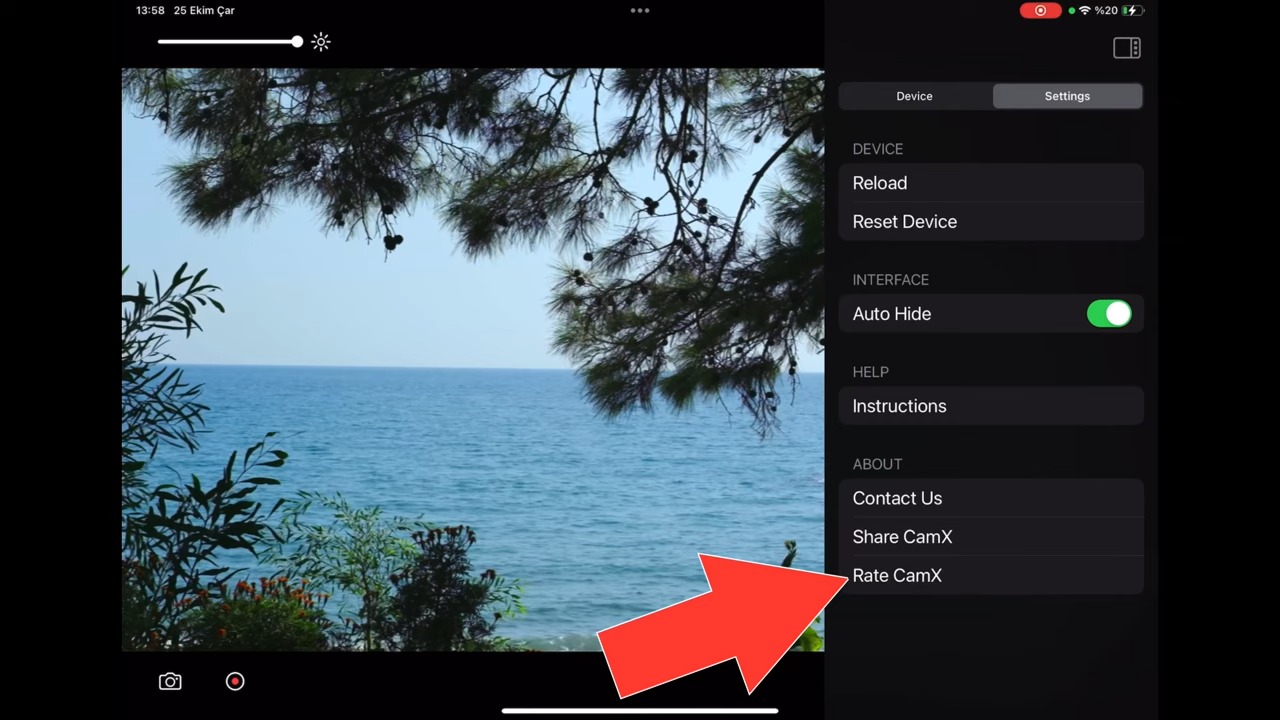 13:58 25 Ekim Çar
%20
Device
Settings
DEVICE
Reload
Reset Device
INTERFACE
Auto Hide
HELP
Instructions
ABOUT
Contact Us
Share CamX
Rate CamX